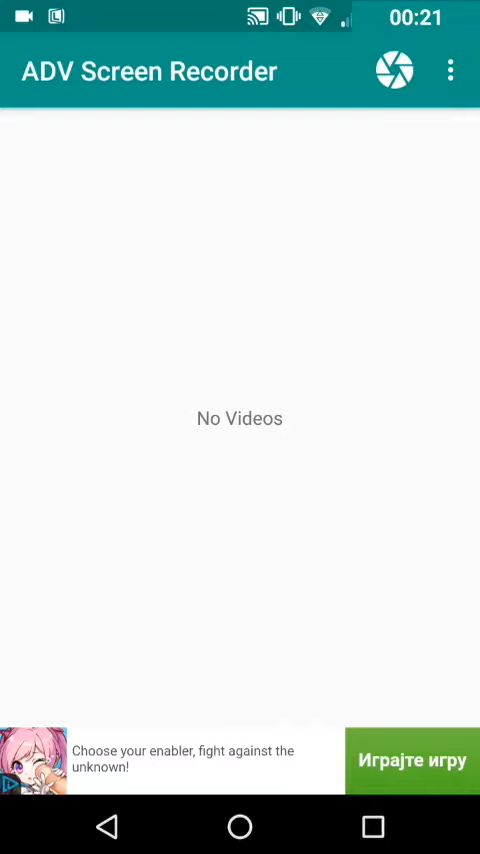 00:21
ADV Screen Recorder
No Videos
Choose your enabler, fight against the
unknown!
Играјте игру